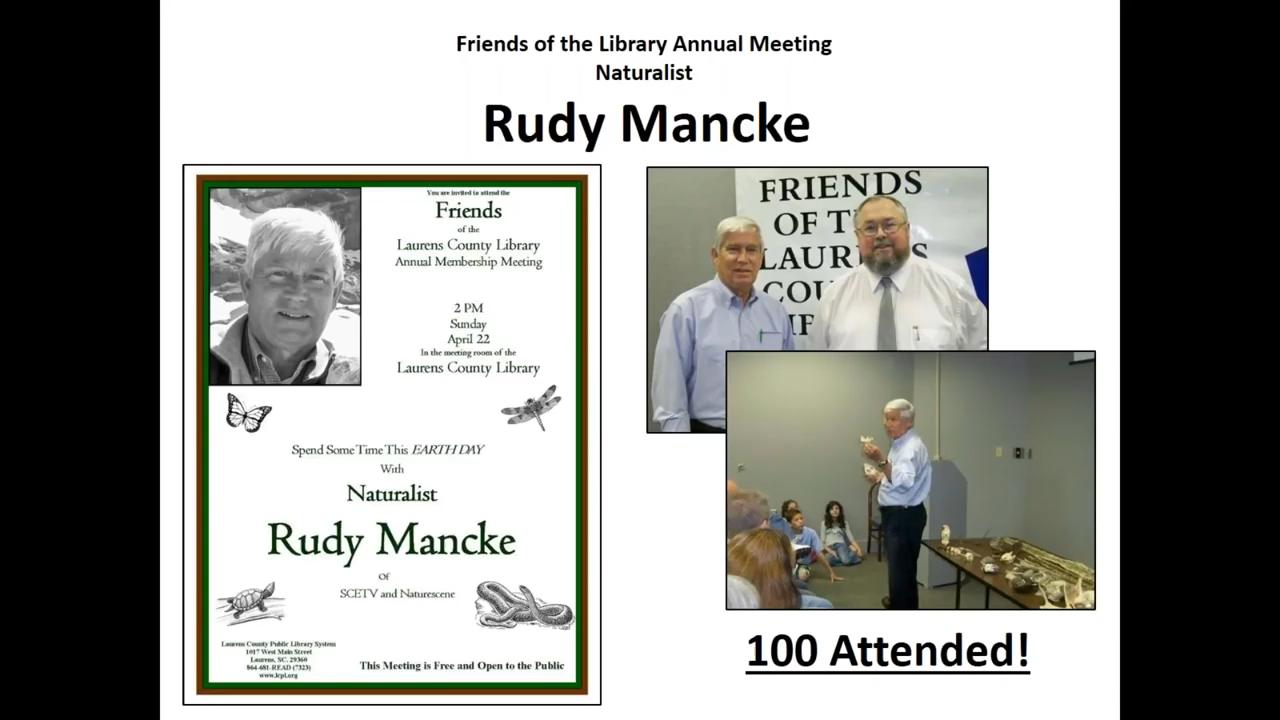 Friends of the Library Annual Meeting
Naturalist
Rudy Mancke
You are invited to attend the
Friends
of the
Laurens County Library
Annual Membership Meeting
2 PM
Sunday
April 22
In the meeting room of the
Laurens County Library
Spend Some Time This EARTH DAY
With
Naturalist
Rudy Mancke
Of
SCETV and Naturescene
Laurens County Public Library System
1017 West Main Street
Laurens, SC. 29360
864-681-READ (7323)
www.lcpl.org
This Meeting is Free and Open to the Public
FRIENDS
OF T
LAUR S
COU
100 Attended!